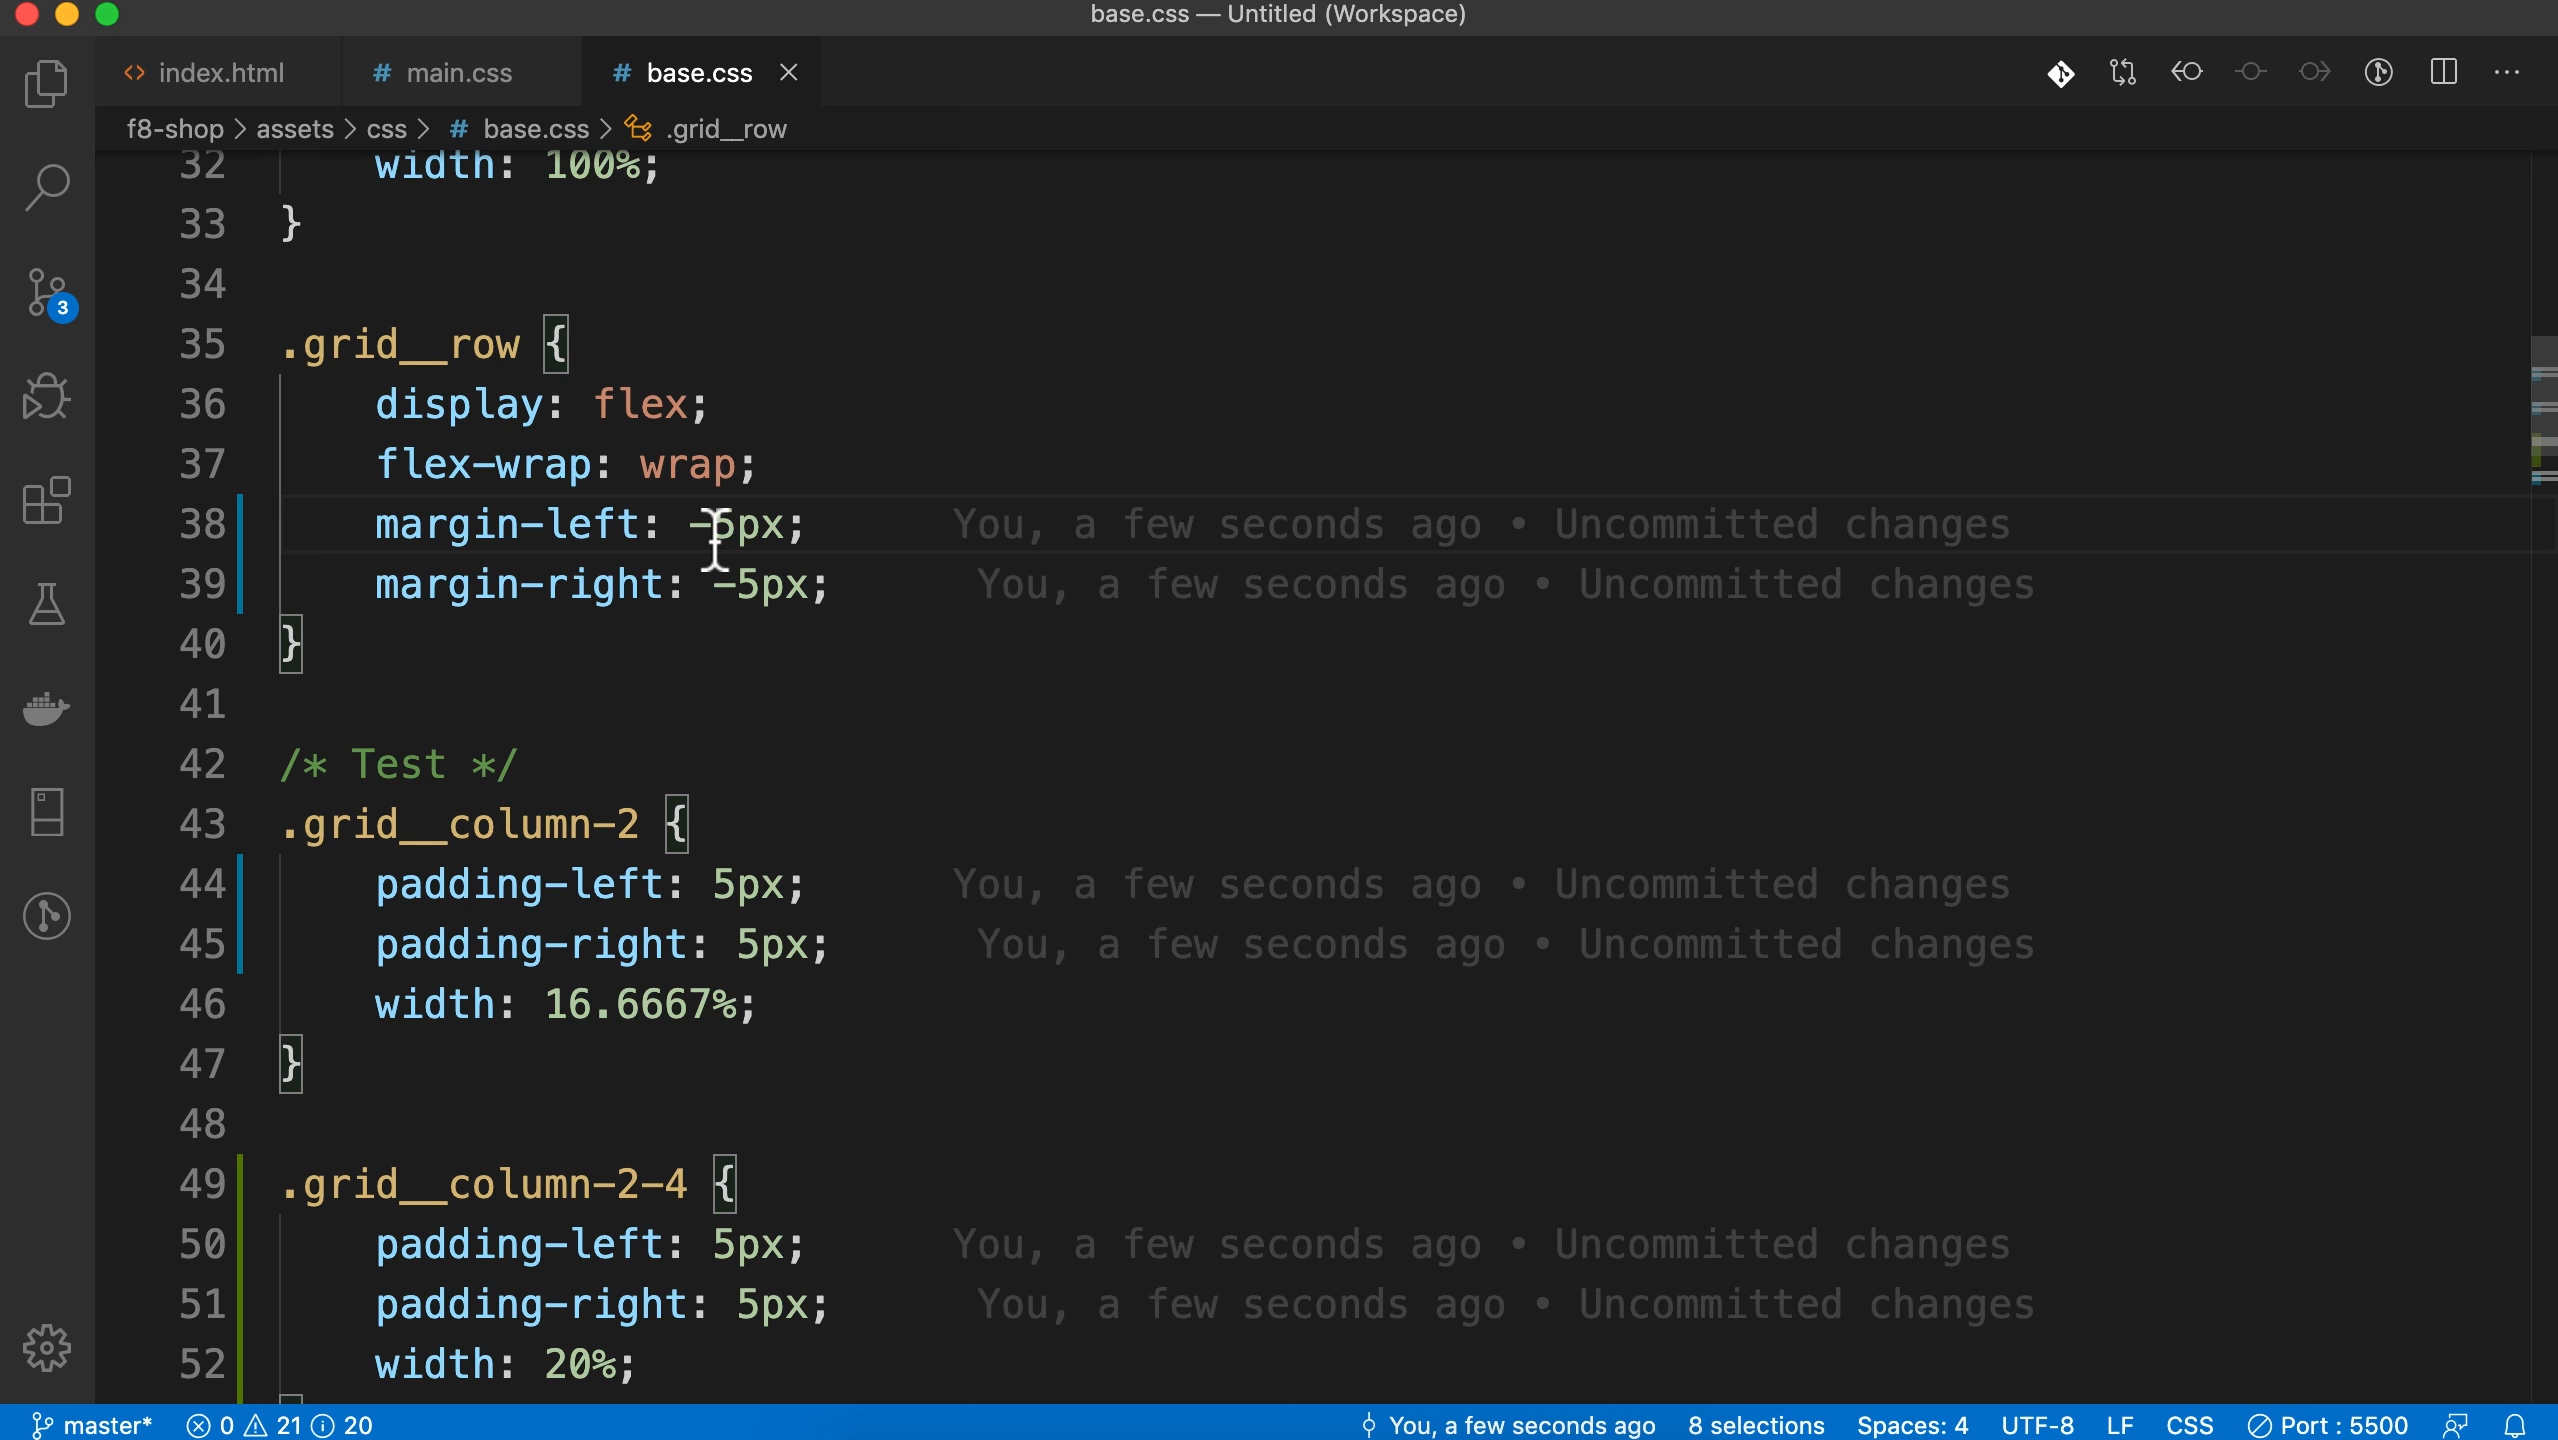 base.css — Untitled (Workspace)
<> index.html # main.css # base.css
f8-shop > assets > css > # base.css > .grid__row
32 width: 100%;
33 }
34
35 .grid__row {
36 display: flex;
37 flex-wrap: wrap;
38 margin-left: -5px; You, a few seconds ago • Uncommitted changes
39 margin-right: -5px; You, a few seconds ago • Uncommitted changes
40 }
41
42 /* Test */
43 .grid__column-2 {
44 padding-left: 5px; You, a few seconds ago • Uncommitted changes
45 padding-right: 5px; You, a few seconds ago • Uncommitted changes
46 width: 16.6667%;
47 }
48
49 .grid__column-2-4 {
50 padding-left: 5px; You, a few seconds ago • Uncommitted changes
51 padding-right: 5px; You, a few seconds ago • Uncommitted changes
52 width: 20%;
3
master* 0 21 20 You, a few seconds ago 8 selections Spaces: 4 UTF-8 LF CSS Port : 5500